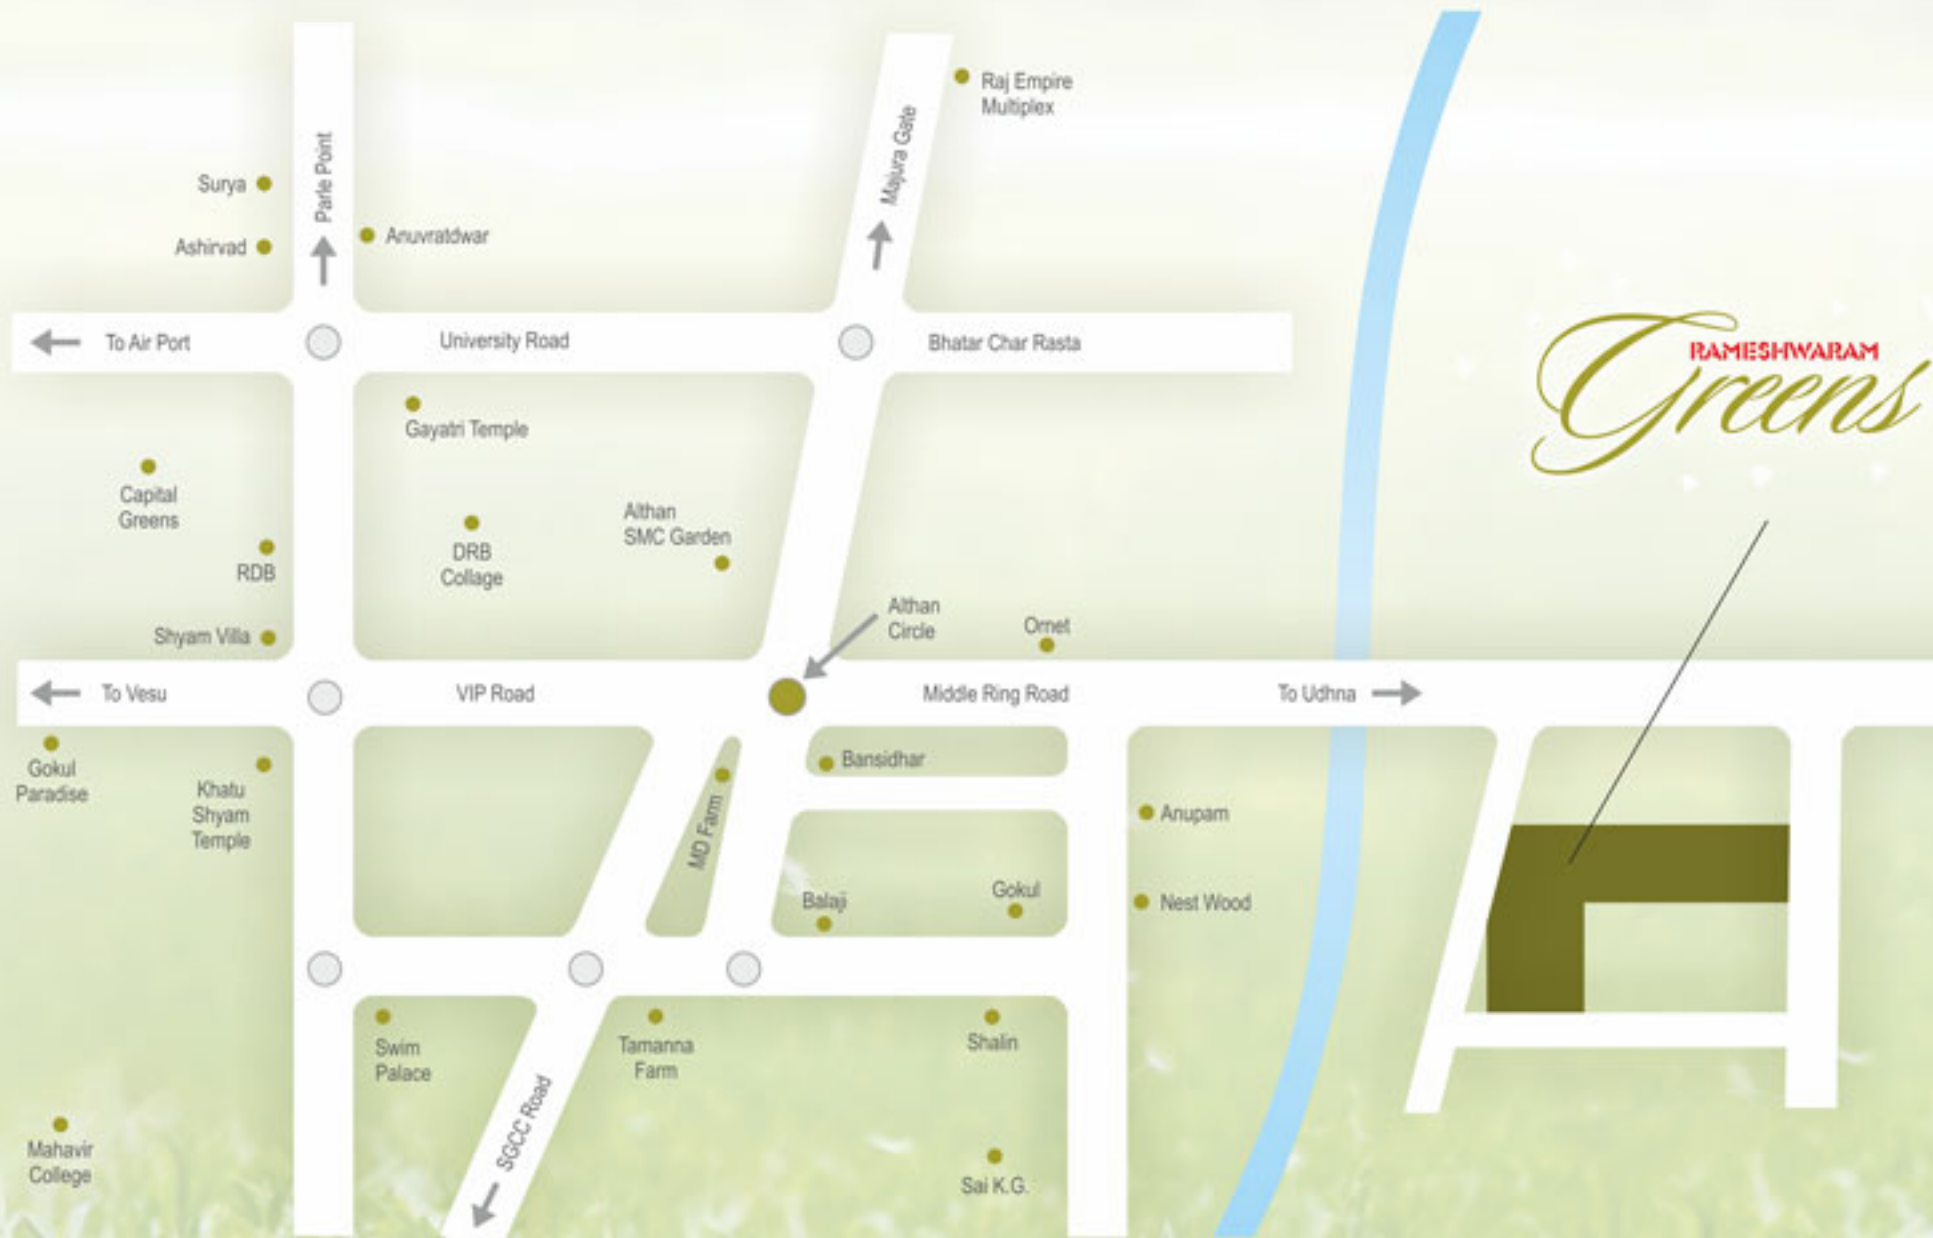 Raj Empire
Multiplex
Majura Gate
Parle Point
Surya
Ashirvad
Anuvratdwar
To Air Port
University Road
Bhatar Char Rasta
RAMESHWARAM
Greens
Gayatri Temple
Capital
Greens
RDB
DRB
Collage
Althan
SMC Garden
Shyam Villa
Althan
Circle
Ornet
To Vesu
VIP Road
Middle Ring Road
To Udhna
Gokul
Paradise
Khatu
Shyam
Temple
MD Farm
Bansidhar
Anupam
Balaji
Gokul
Nest Wood
Swim
Palace
Tamanna
Farm
Shalin
SGCC Road
Mahavir
College
Sai K.G.